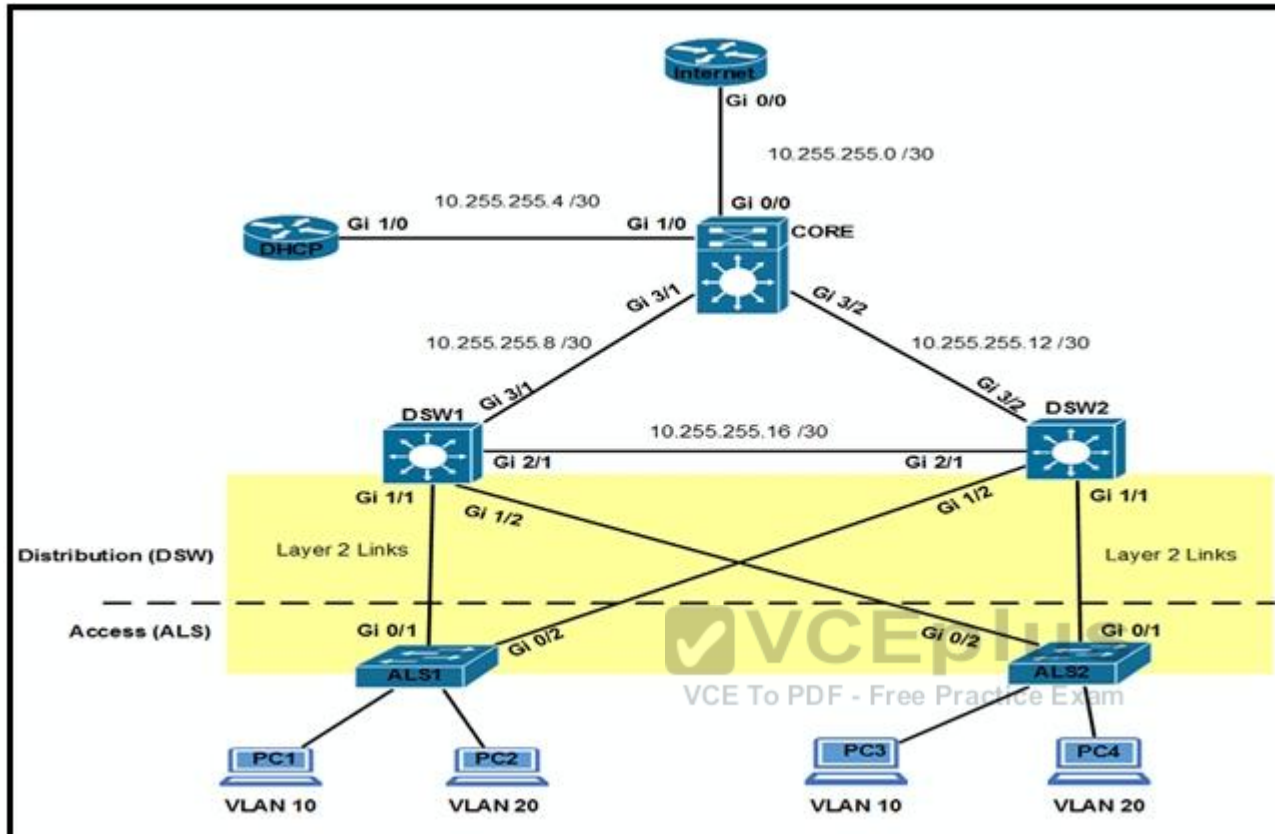 Internet
Gi 0/0
10.255.255.0 /30
10.255.255.4 /30
Gi 0/0
Gi 1/0
Gi 1/0
CORE
DHCP
Gi 3/1
Gi 3/2
10.255.255.8 /30
10.255.255.12 /30
Gi 3/1
Gi 3/2
DSW1
DSW2
10.255.255.16 /30
Gi 2/1
Gi 2/1
Gi 1/1
Gi 1/2
Gi 1/2
Gi 1/1
Distribution (DSW)
Layer 2 Links
Layer 2 Links
Access (ALS)
Gi 0/1
Gi 0/2
Gi 0/2
Gi 0/1
VCEplus
VCE To PDF - Free Practice Exam
ALS1
ALS2
PC1
PC2
PC3
PC4
VLAN 10
VLAN 20
VLAN 10
VLAN 20